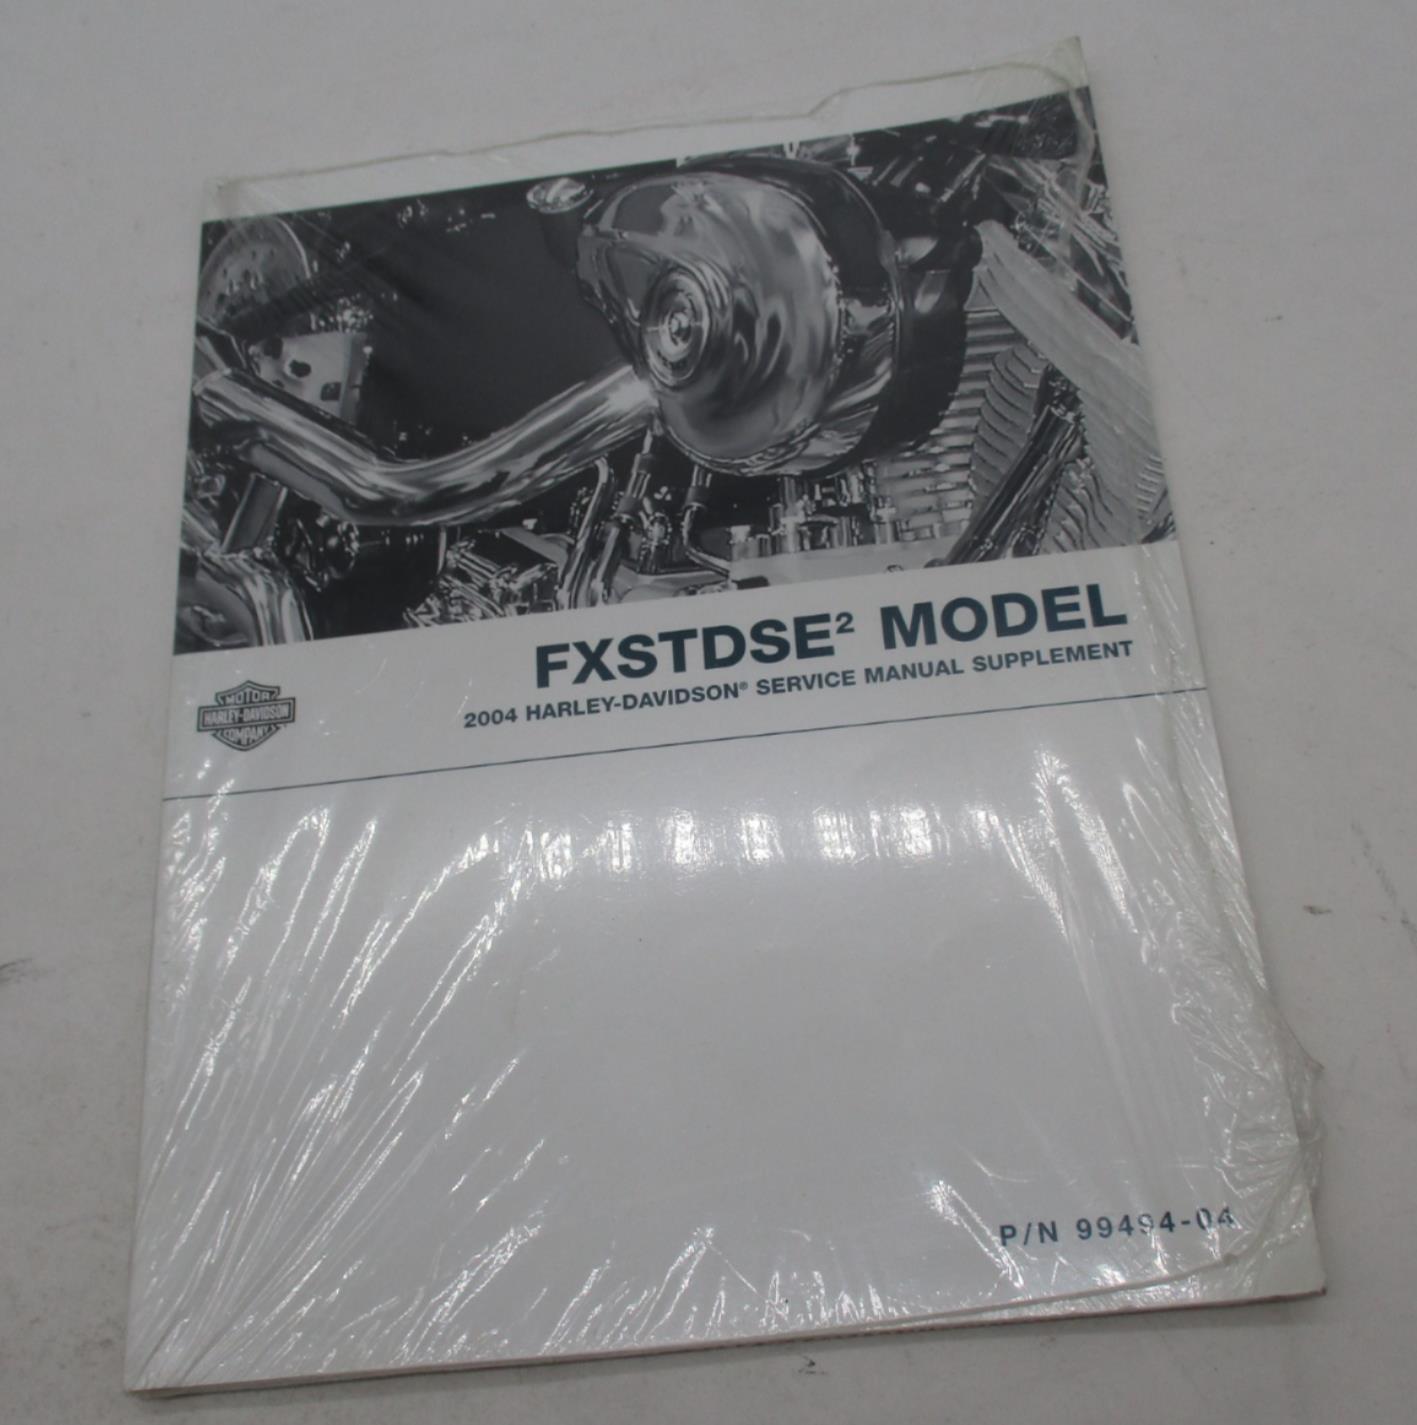 FXSTDSE² MODEL
2004 HARLEY-DAVIDSON® SERVICE MANUAL SUPPLEMENT
MOTOR
HARLEY-DAVIDSON
COMPANY
P/N 99494-04